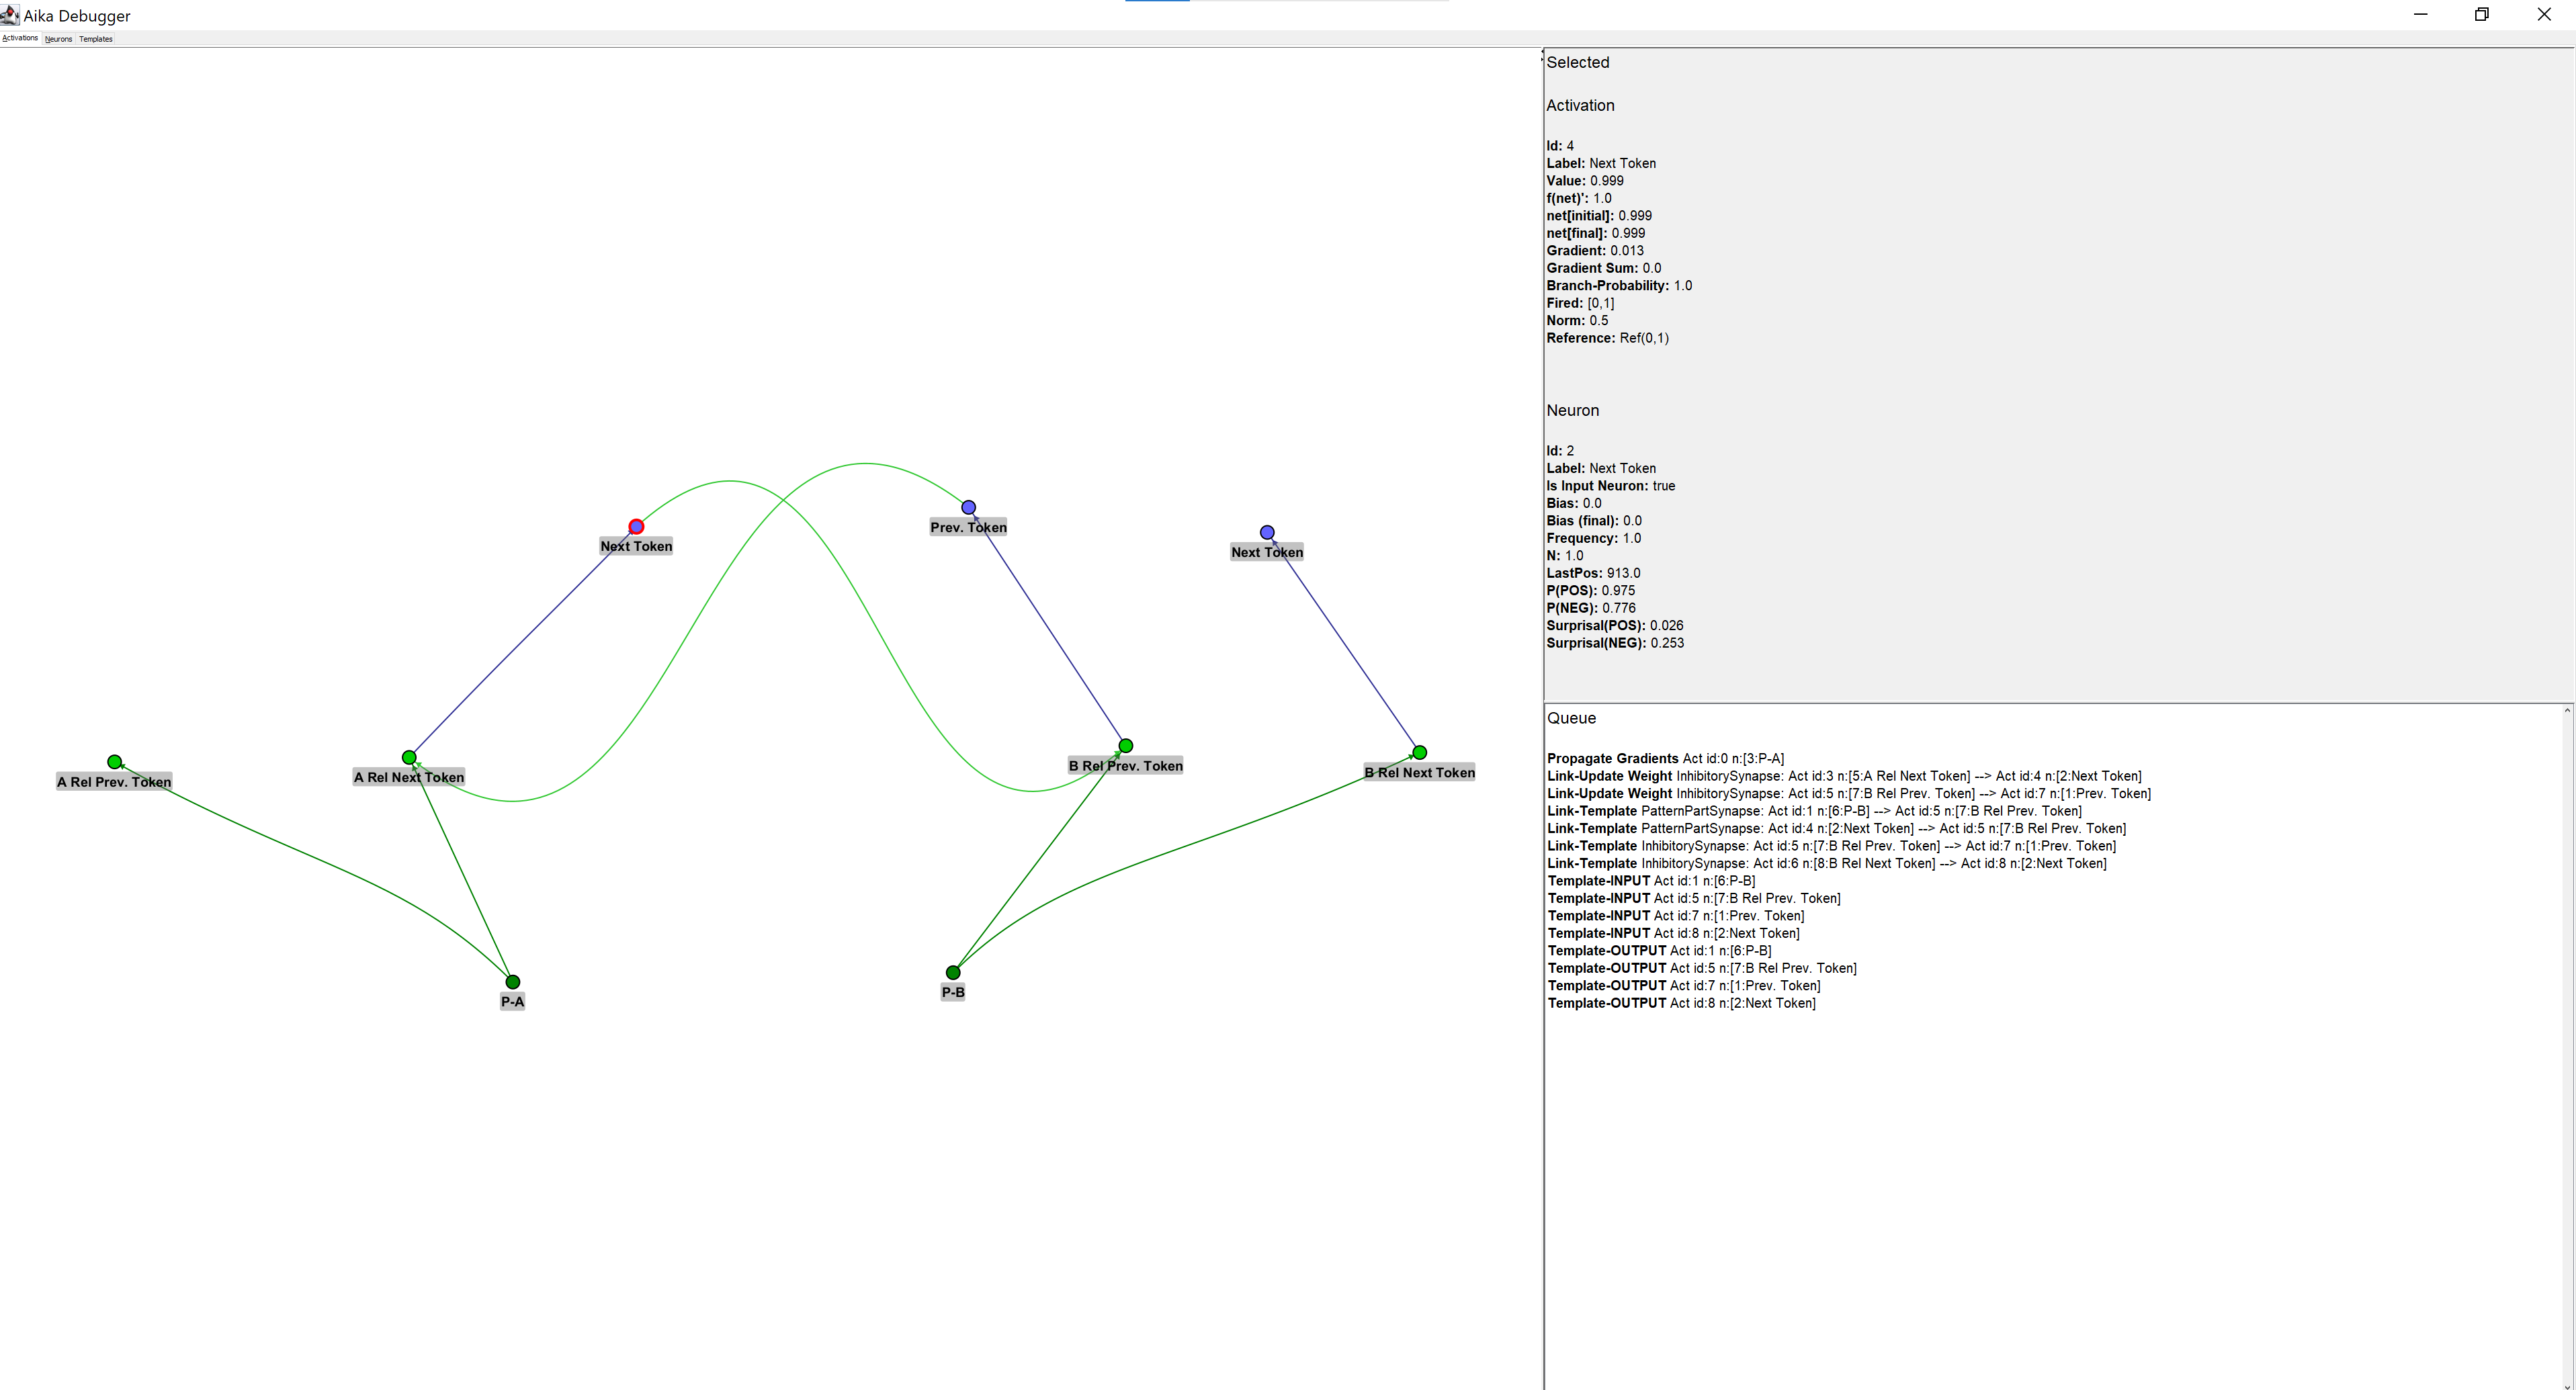 Aika Debugger
Activations Neurons Templates
Selected
Activation
Id: 4
Label: Next Token
Value: 0.999
f(net)': 1.0
net[initial]: 0.999
net[final]: 0.999
Gradient: 0.013
Gradient Sum: 0.0
Branch-Probability: 1.0
Fired: [0,1]
Norm: 0.5
Reference: Ref(0,1)
Neuron
Id: 2
Label: Next Token
Is Input Neuron: true
Bias: 0.0
Bias (final): 0.0
Frequency: 1.0
N: 1.0
LastPos: 913.0
P(POS): 0.975
P(NEG): 0.776
Surprisal(POS): 0.026
Surprisal(NEG): 0.253
Next Token
Prev. Token
Next Token
A Rel Prev. Token
A Rel Next Token
B Rel Prev. Token
B Rel Next Token
P-A
P-B
Queue
Propagate Gradients Act id:0 n:[3:P-A]
Link-Update Weight InhibitorySynapse: Act id:3 n:[5:A Rel Next Token] --> Act id:4 n:[2:Next Token]
Link-Update Weight InhibitorySynapse: Act id:5 n:[7:B Rel Prev. Token] --> Act id:7 n:[1:Prev. Token]
Link-Template PatternPartSynapse: Act id:1 n:[6:P-B] --> Act id:5 n:[7:B Rel Prev. Token]
Link-Template PatternPartSynapse: Act id:4 n:[2:Next Token] --> Act id:5 n:[7:B Rel Prev. Token]
Link-Template InhibitorySynapse: Act id:5 n:[7:B Rel Prev. Token] --> Act id:7 n:[1:Prev. Token]
Link-Template InhibitorySynapse: Act id:6 n:[8:B Rel Next Token] --> Act id:8 n:[2:Next Token]
Template-INPUT Act id:1 n:[6:P-B]
Template-INPUT Act id:5 n:[7:B Rel Prev. Token]
Template-INPUT Act id:7 n:[1:Prev. Token]
Template-INPUT Act id:8 n:[2:Next Token]
Template-OUTPUT Act id:1 n:[6:P-B]
Template-OUTPUT Act id:5 n:[7:B Rel Prev. Token]
Template-OUTPUT Act id:7 n:[1:Prev. Token]
Template-OUTPUT Act id:8 n:[2:Next Token]